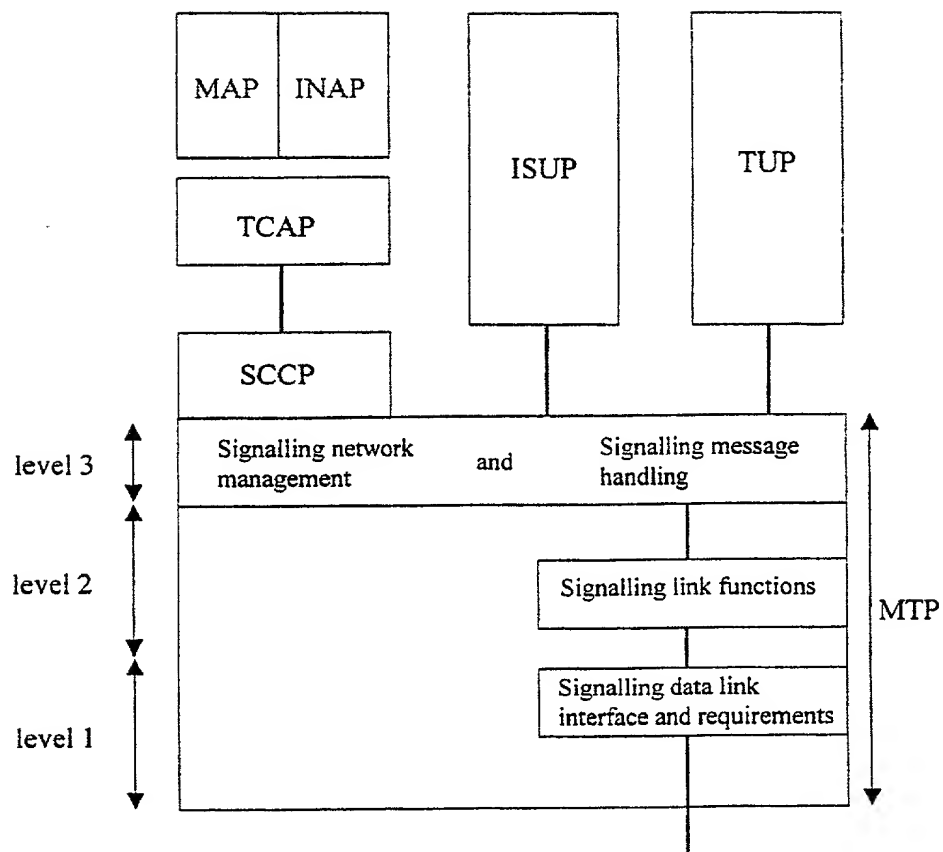 MAP
INAP
ISUP
TUP
TCAP
SCCP
level 3
Signalling network
management
and
Signalling message
handling
level 2
Signalling link functions
MTP
Signalling data link
interface and requirements
level 1